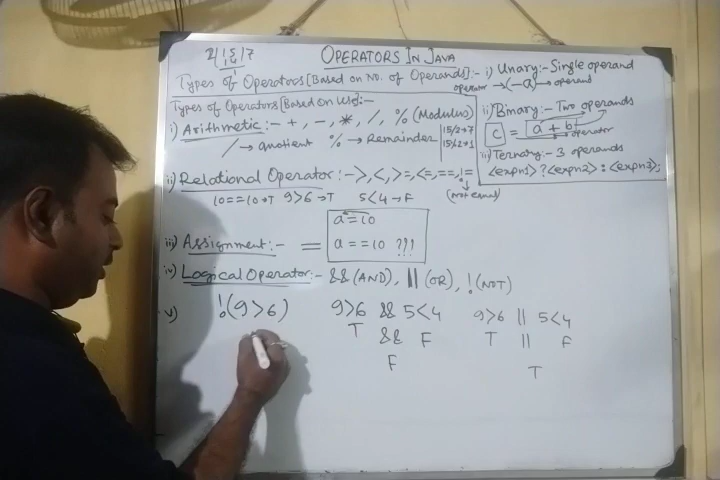 2)15(7
14
1
OPERATORS IN JAVA
Types of Operators[Based on No. of Operands]:- i) Unary:- Single operand
operator → (-a) → operand
Types of Operators[Based on Use]:-
i) Arithmetic:- +, -, *, /, % (Modulus)
/ → Quotient % → Remainder
15/2→7
15%2→1
ii) Binary:- Two operands
c = a + b
operator
iii) Ternary:- 3 operands
<expn1> ? <expn2> : <expn3>;
ii) Relational Operator:- >, <, >=, <=, ==, !=
(not equal)
10==10→T 9>6→T 5<4→F
iii) Assignment:- =
a=10
a==10 ???
iv) Logical Operator:- && (AND), || (OR), ! (NOT)
v)
!(9>6)
9>6 && 5<4
T && F
F
9>6 || 5<4
T || F
T